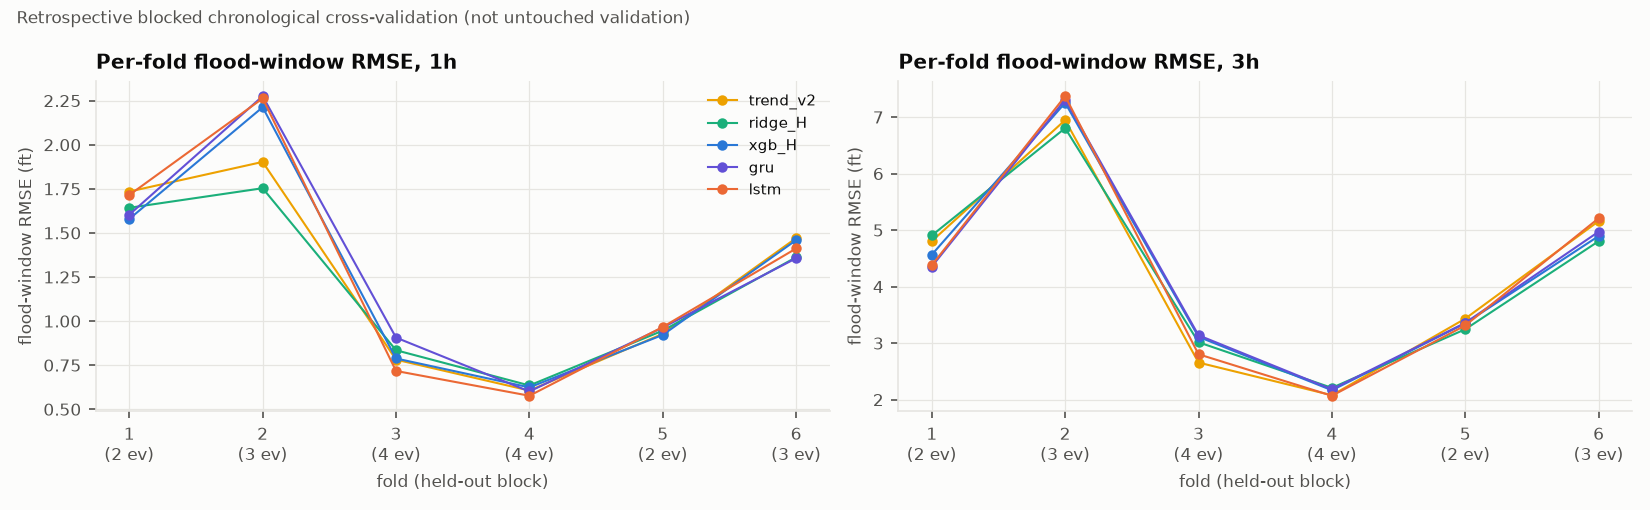 Retrospective blocked chronological cross-validation (not untouched validation)
Per-fold flood-window RMSE, 1h
flood-window RMSE (ft)
2.25
2.00
1.75
1.50
1.25
1.00
0.75
0.50
trend_v2
ridge_H
xgb_H
gru
lstm
1 2 3 4 5 6
(2 ev) (3 ev) (4 ev) (4 ev) (2 ev) (3 ev)
fold (held-out block)
Per-fold flood-window RMSE, 3h
flood-window RMSE (ft)
7
6
5
4
3
2
1 2 3 4 5 6
(2 ev) (3 ev) (4 ev) (4 ev) (2 ev) (3 ev)
fold (held-out block)